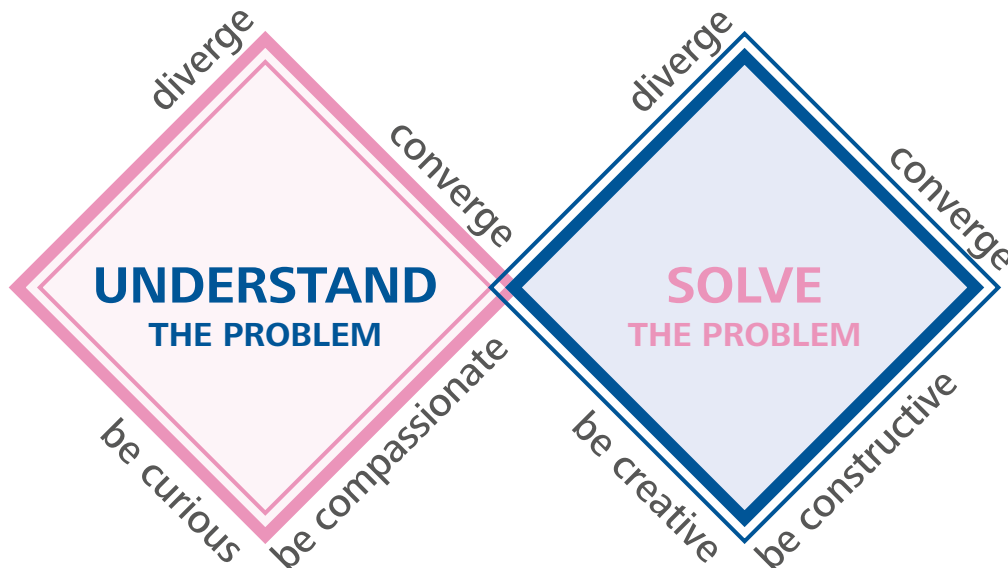 diverge
converge
UNDERSTAND
THE PROBLEM
be curious
be compassionate
diverge
converge
SOLVE
THE PROBLEM
be creative
be constructive